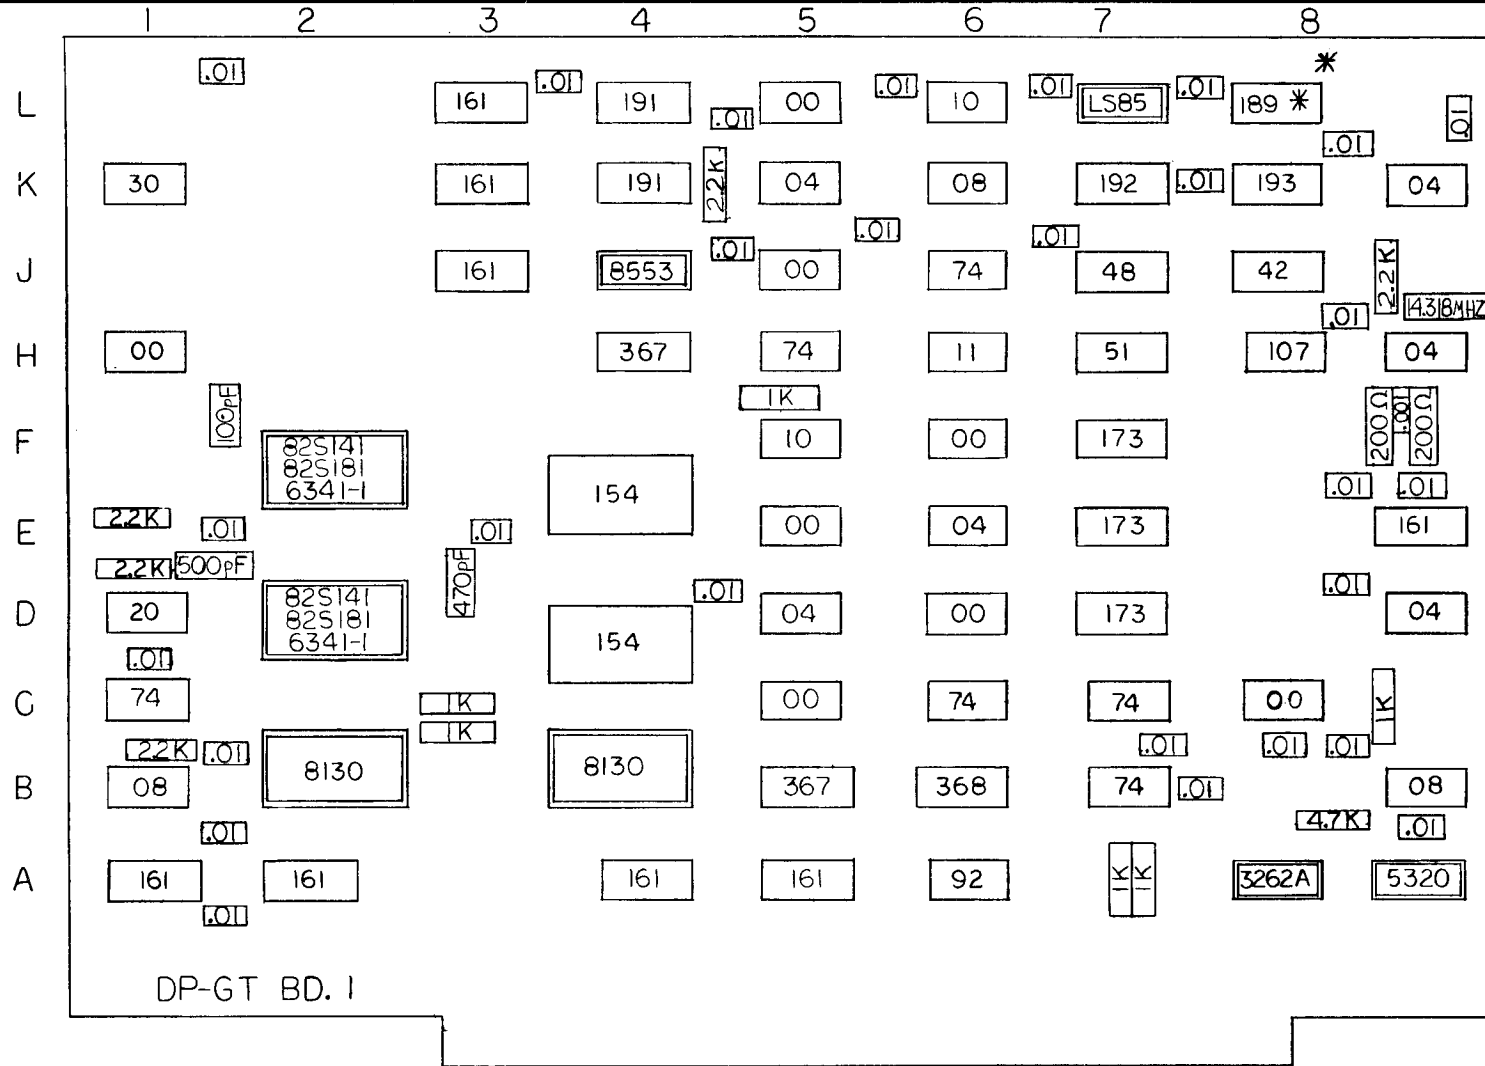 1 2 3 4 5 6 7 8
.01
L 161 .01 191 .01 00 .01 10 .01 LS85 .01 189 * *
.01
.01
K 30 161 191 2.2K 04 08 192 .01 193 04
.01 .01 .01
J 161 8553 00 74 48 42 2.2K
.01 14.318MHZ
H 00 367 74 11 51 107 04
100pF 1K 200Ω .001 200Ω
F 82S141 10 00 173
82S181
6341-1
154
.01 .01
E 2.2K .01 .01 00 04 173 161
2.2K 500pF 470pF .01 .01
D 20 82S141 04 00 173 04
82S181
6341-1
154
.01
C 74 1K 00 74 74 00 1K
1K
2.2K .01 .01 .01 .01
B 08 8130 8130 367 368 74 .01 08
.01 4.7K .01
A 161 161 161 161 92 1K 1K 3262A 5320
.01
DP-GT BD. 1